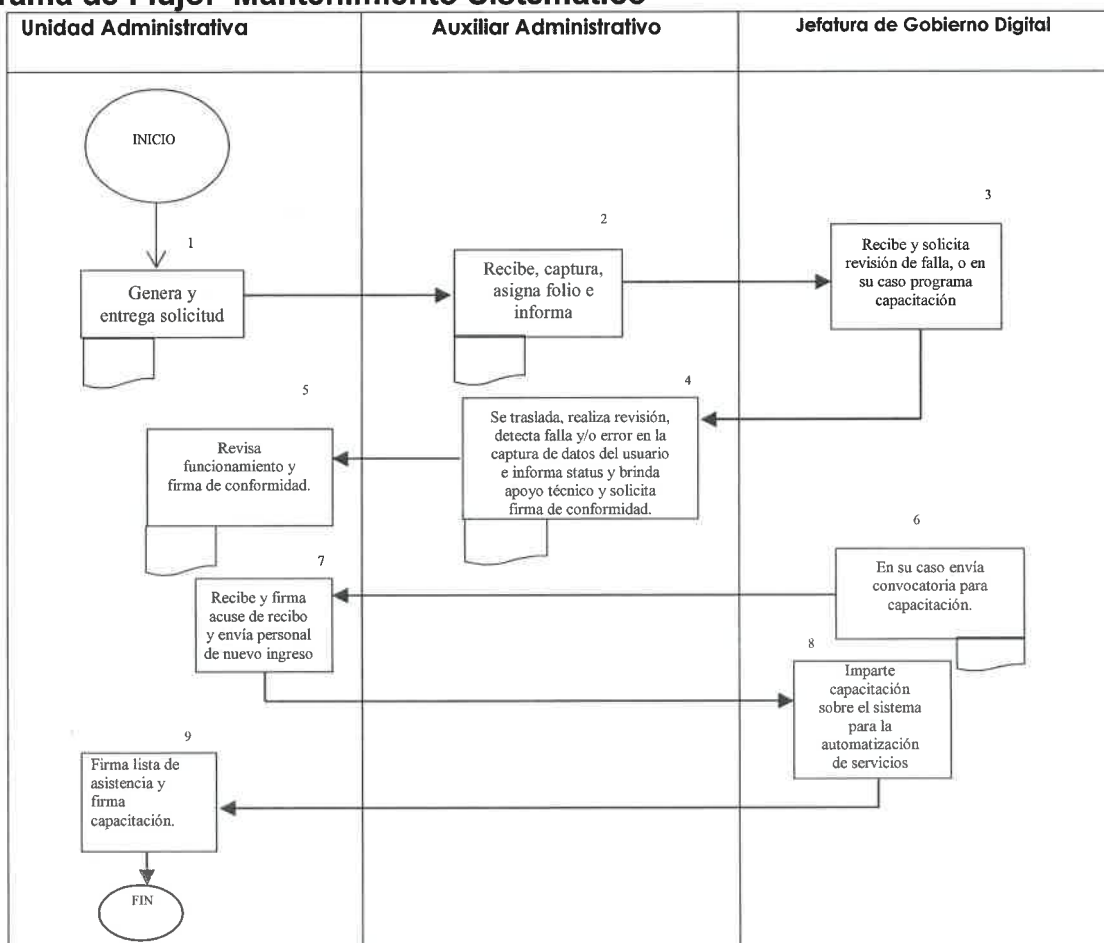 Mantenimiento Sistemático
Unidad Administrativa
Auxiliar Administrativo
Jefatura de Gobierno Digital
INICIO
1
Genera y
entrega solicitud
2
Recibe, captura,
asigna folio e
informa
3
Recibe y solicita
revisión de falla, o en
su caso programa
capacitación
4
Se traslada, realiza revisión,
detecta falla y/o error en la
captura de datos del usuario
e informa status y brinda
apoyo técnico y solicita
firma de conformidad.
5
Revisa
funcionamiento y
firma de conformidad.
6
En su caso envía
convocatoria para
capacitación.
7
Recibe y firma
acuse de recibo
y envía personal
de nuevo ingreso
8
Imparte
capacitación
sobre el sistema
para la
automatización
de servicios
9
Firma lista de
asistencia y
firma
capacitación.
FIN